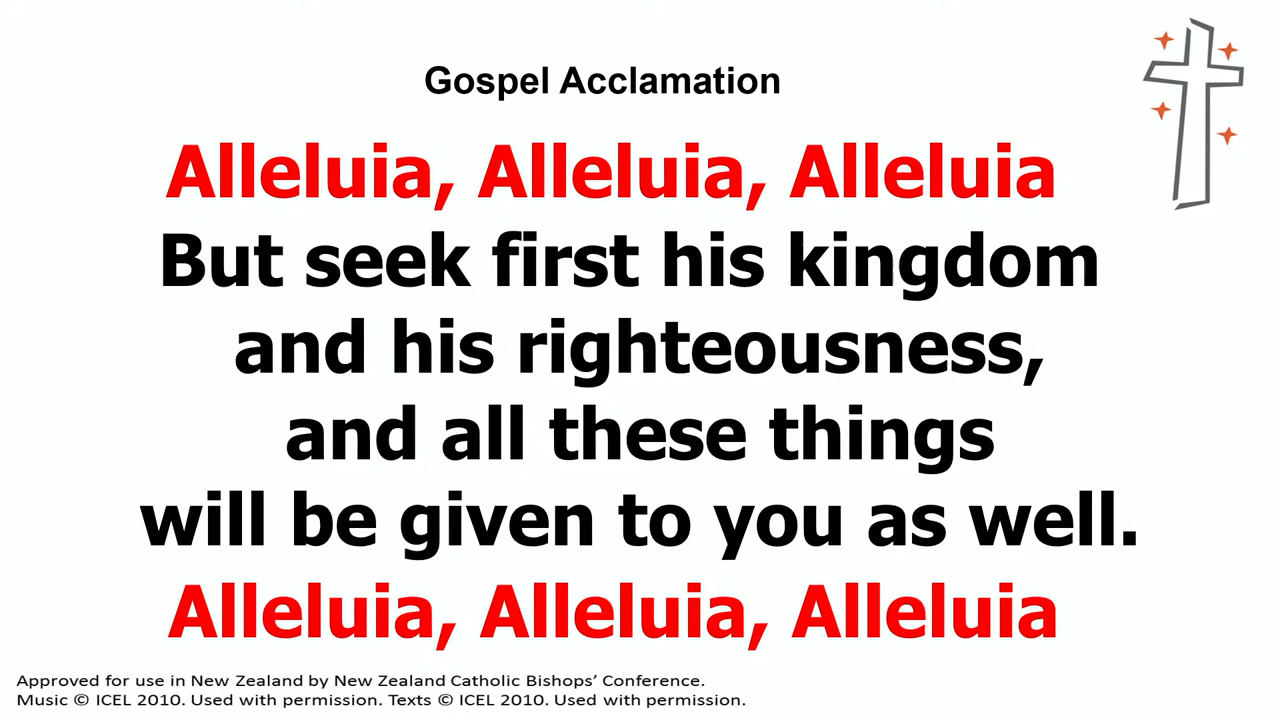 Gospel Acclamation
Alleluia, Alleluia, Alleluia
But seek first his kingdom
and his righteousness,
and all these things
will be given to you as well.
Alleluia, Alleluia, Alleluia
Approved for use in New Zealand by New Zealand Catholic Bishops’ Conference.
Music © ICEL 2010. Used with permission. Texts © ICEL 2010. Used with permission.